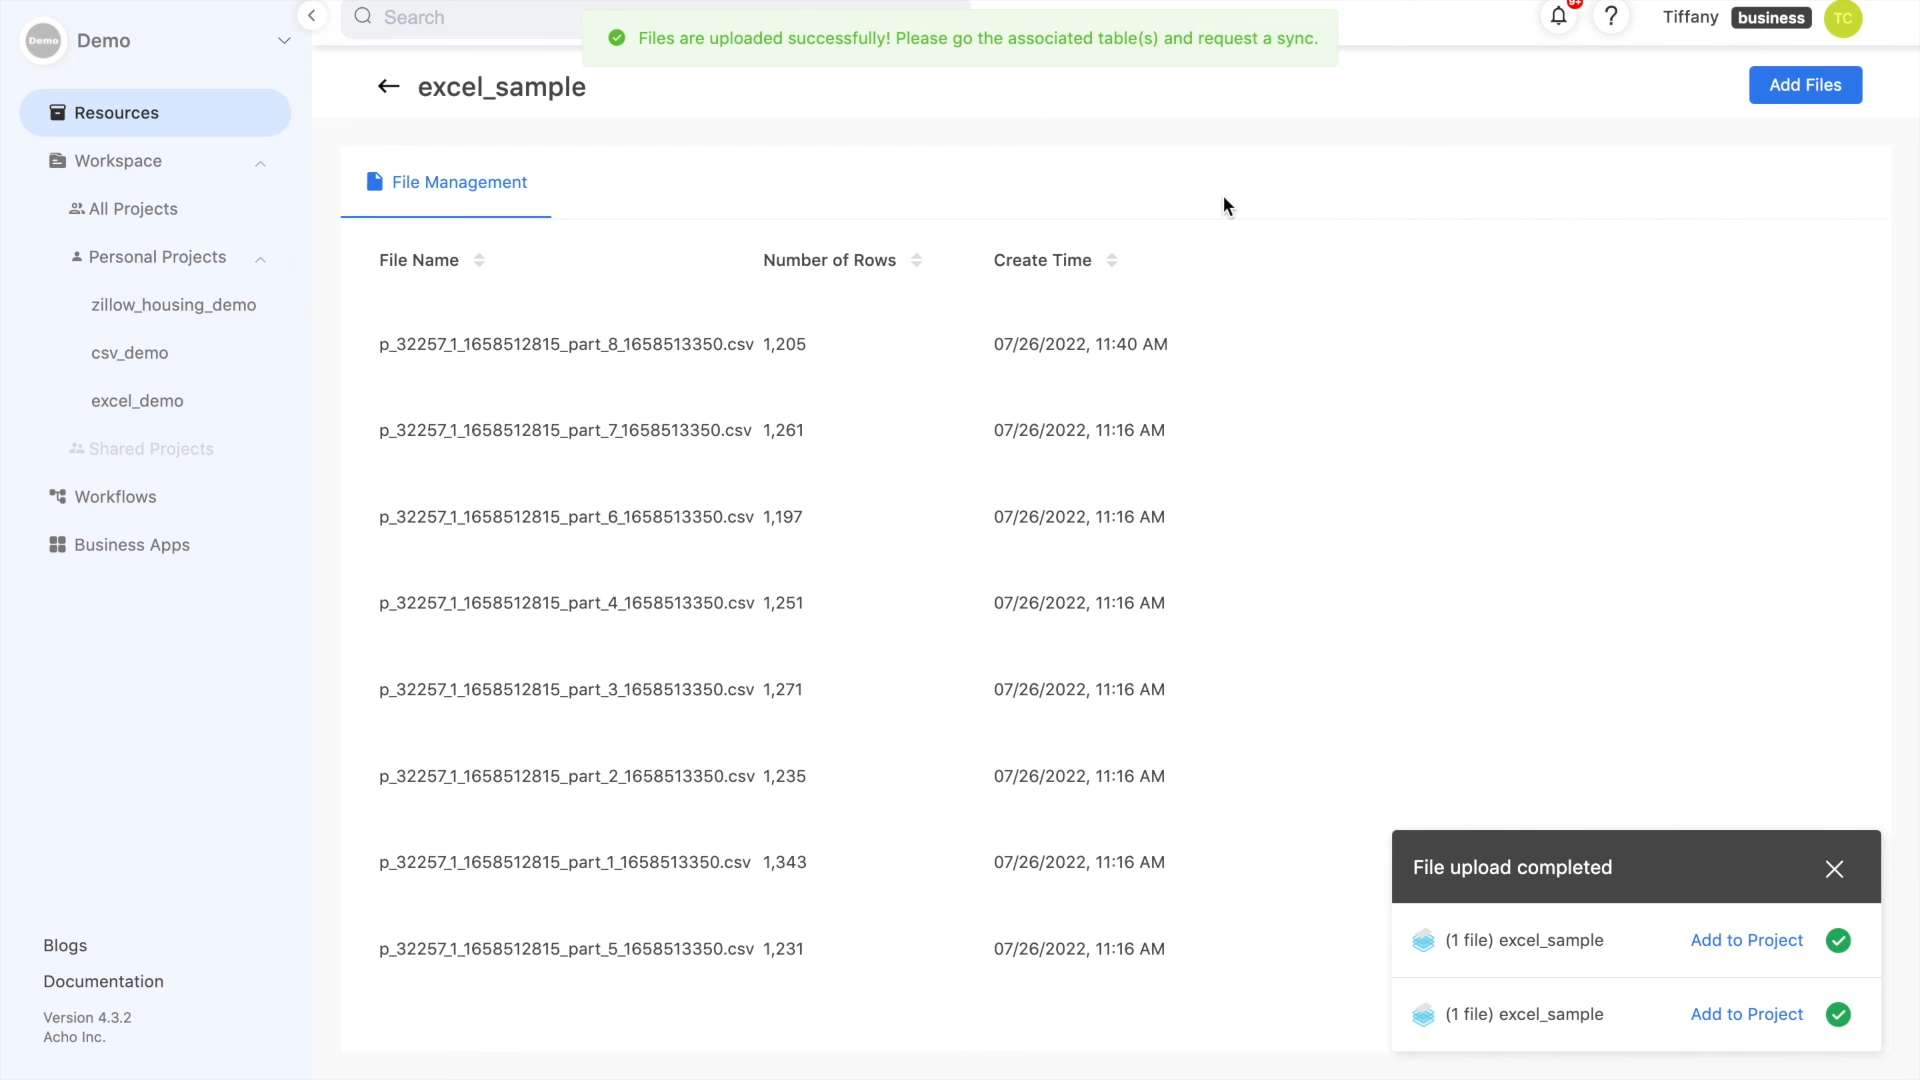 Demo
Demo
Search
Files are uploaded successfully! Please go the associated table(s) and request a sync.
9+
?
Tiffany
business
TC
excel_sample
Add Files
Resources
Workspace
All Projects
Personal Projects
zillow_housing_demo
csv_demo
excel_demo
Shared Projects
Workflows
Business Apps
Blogs
Documentation
Version 4.3.2
Acho Inc.
File Management
File Name Number of Rows Create Time
p_32257_1_1658512815_part_8_1658513350.csv 1,205 07/26/2022, 11:40 AM
p_32257_1_1658512815_part_7_1658513350.csv 1,261 07/26/2022, 11:16 AM
p_32257_1_1658512815_part_6_1658513350.csv 1,197 07/26/2022, 11:16 AM
p_32257_1_1658512815_part_4_1658513350.csv 1,251 07/26/2022, 11:16 AM
p_32257_1_1658512815_part_3_1658513350.csv 1,271 07/26/2022, 11:16 AM
p_32257_1_1658512815_part_2_1658513350.csv 1,235 07/26/2022, 11:16 AM
p_32257_1_1658512815_part_1_1658513350.csv 1,343 07/26/2022, 11:16 AM
p_32257_1_1658512815_part_5_1658513350.csv 1,231 07/26/2022, 11:16 AM
File upload completed
(1 file) excel_sample Add to Project
(1 file) excel_sample Add to Project